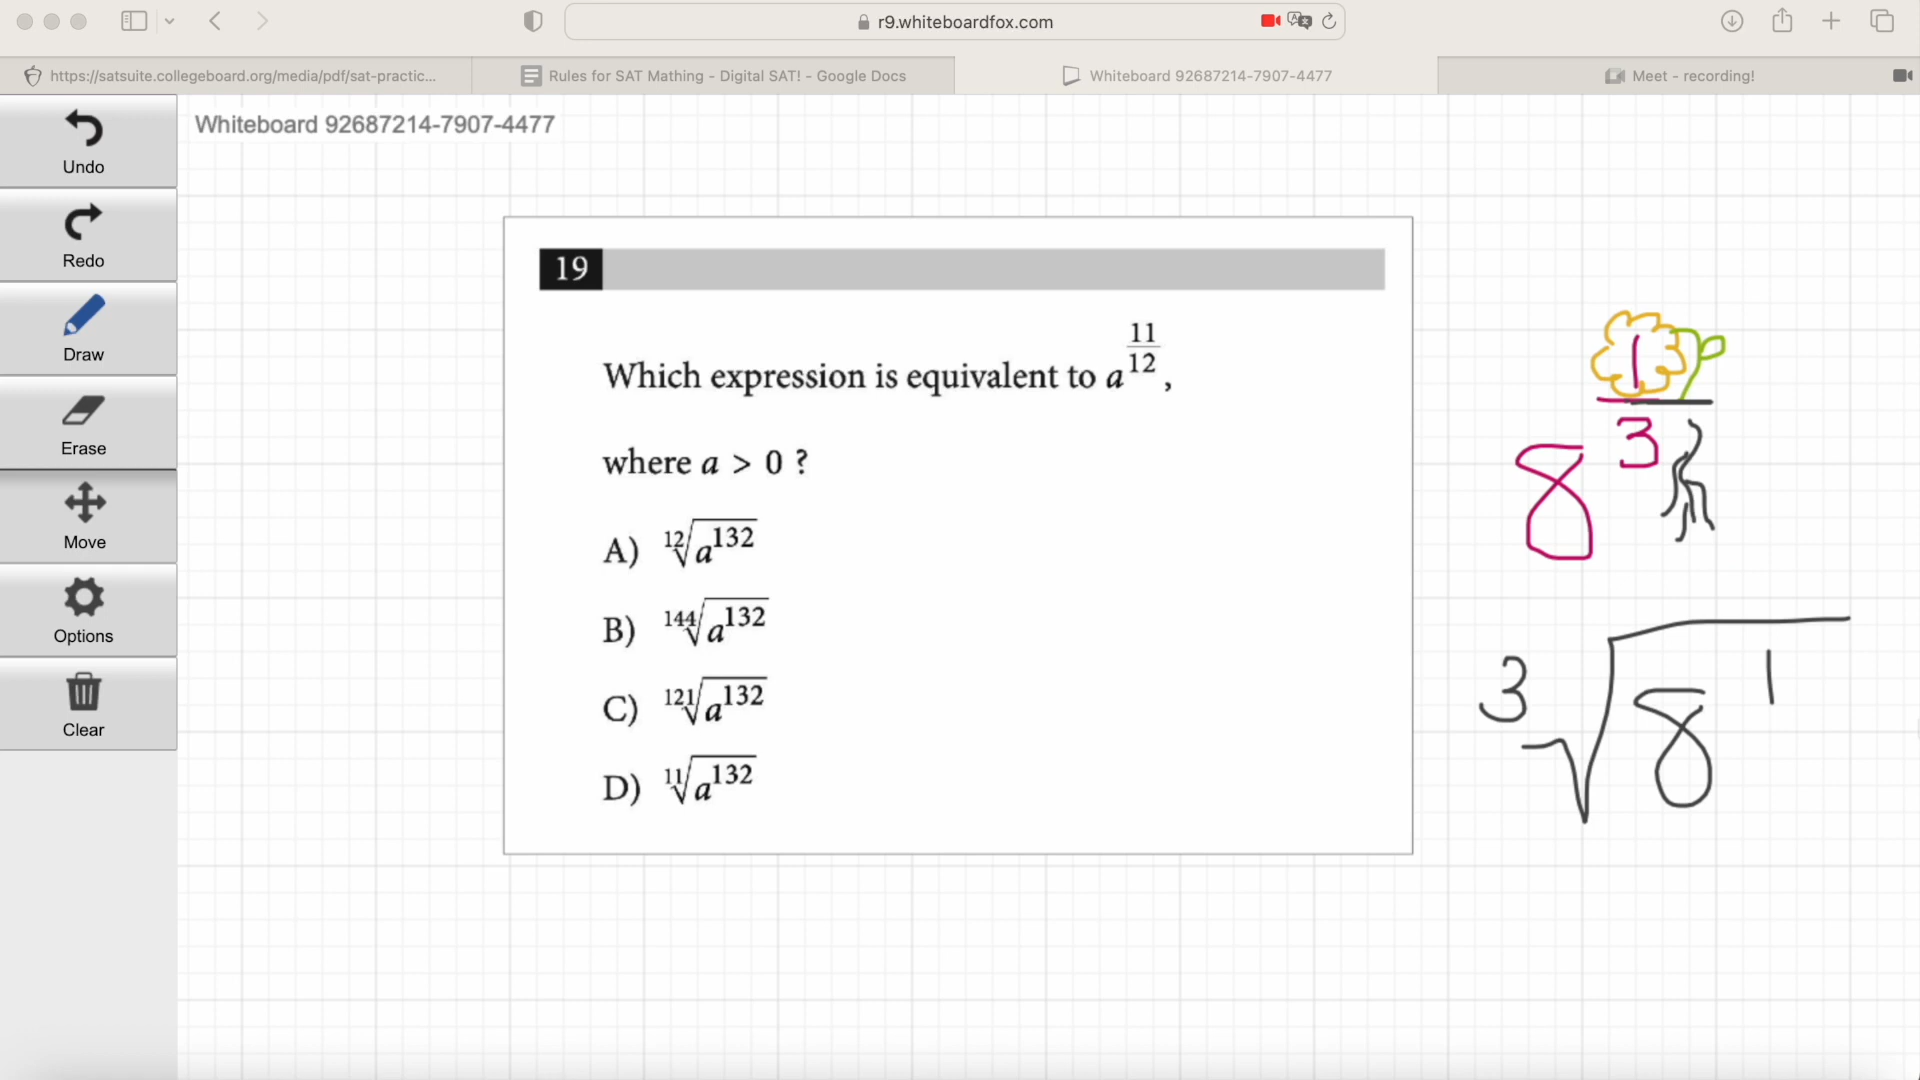 r9.whiteboardfox.com
https://satsuite.collegeboard.org/media/pdf/sat-practic...
Rules for SAT Mathing - Digital SAT! - Google Docs
Whiteboard 92687214-7907-4477
Meet - recording!
Undo
Redo
Draw
Erase
Move
Options
Clear
Whiteboard 92687214-7907-4477
19
Which expression is equivalent to a^(11/12),
where a > 0 ?
A) ¹²√a¹³²
B) ¹⁴⁴√a¹³²
C) ¹²¹√a¹³²
D) ¹¹√a¹³²
8^(1/3)
³√8¹